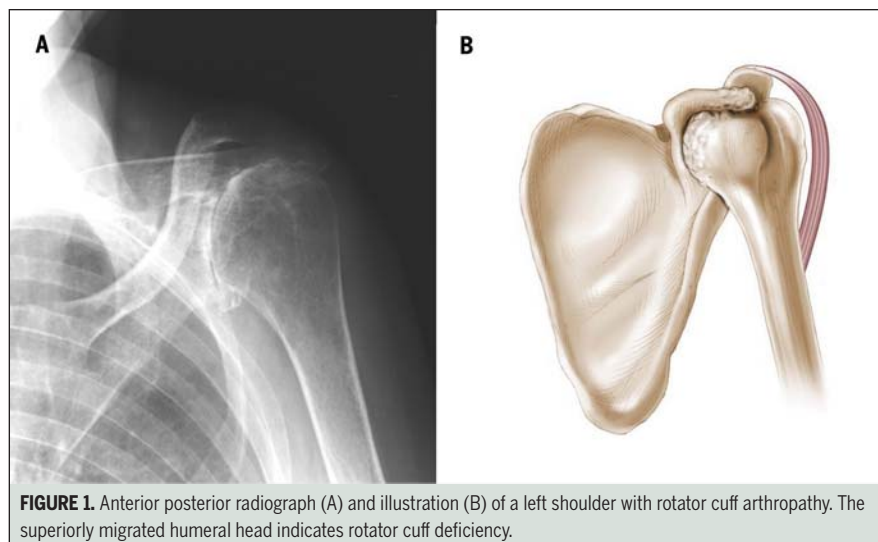 A
B
FIGURE 1. Anterior posterior radiograph (A) and illustration (B) of a left shoulder with rotator cuff arthropathy. The
superiorly migrated humeral head indicates rotator cuff deficiency.